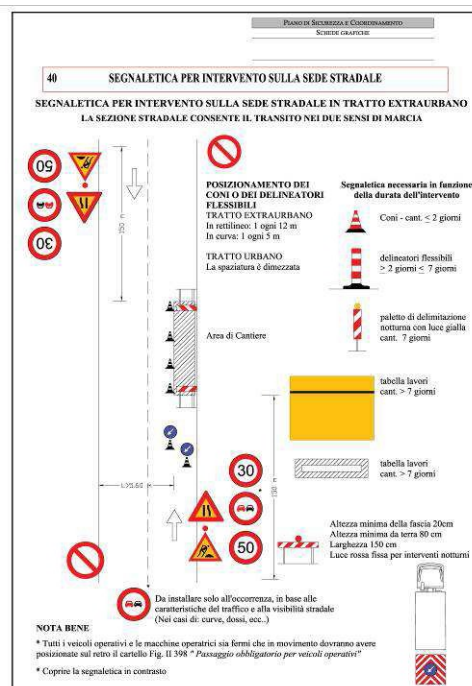 PIANO DI SICUREZZA E COORDINAMENTO
SCHEDE GRAFICHE
40 SEGNALETICA PER INTERVENTO SULLA SEDE STRADALE
SEGNALETICA PER INTERVENTO SULLA SEDE STRADALE IN TRATTO EXTRAURBANO
LA SEZIONE STRADALE CONSENTE IL TRANSITO NEI DUE SENSI DI MARCIA
50
30
150 m
POSIZIONAMENTO DEI
CONI O DEI DELINEATORI
FLESSIBILI
TRATTO EXTRAURBANO
In rettilineo: 1 ogni 12 m
In curva: 1 ogni 5 m
TRATTO URBANO
La spaziatura è dimezzata
Segnaletica necessaria in funzione
della durata dell'intervento
Coni - cant. ≤ 2 giorni
delineatori flessibili
≥ 2 giorni ≤ 7 giorni
paletto di delimitazione
notturna con luce gialla
cant. 7 giorni
Area di Cantiere
tabella lavori
cant. > 7 giorni
tabella lavori
cant. > 7 giorni
30
50
150 m
Altezza minima della fascia 20cm
Altezza minima da terra 80 cm
Larghezza 150 cm
Luce rossa fissa per interventi notturni
Da installare solo all'occorrenza, in base alle
caratteristiche del traffico e alla visibilità stradale
(Nei casi di: curve, dossi, ecc..)
NOTA BENE
* Tutti i veicoli operativi e le macchine operatrici sia fermi che in movimento dovranno avere
posizionate sul retro il cartello Fig. II 398 " Passaggio obbligatorio per veicoli operativi"
* Coprire la segnaletica in contrasto